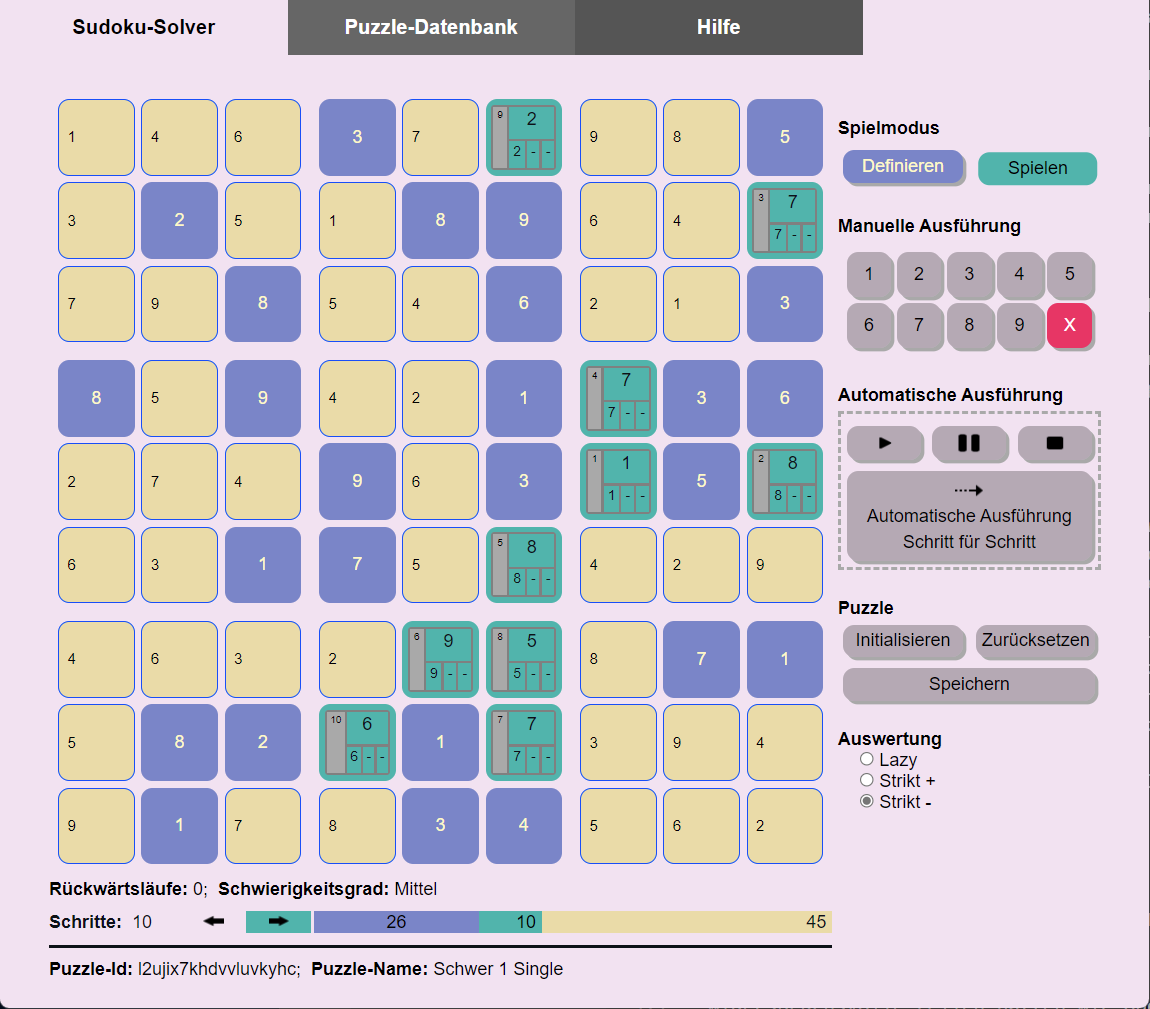 Sudoku-Solver Puzzle-Datenbank Hilfe
1 4 6 3 7 9 2 2 - - 9 8 5
3 2 5 1 8 9 6 4 3 7 7 - -
7 9 8 5 4 6 2 1 3
8 5 9 4 2 1 4 7 7 - - 3 6
2 7 4 9 6 3 1 1 1 - - 5 2 8 8 - -
6 3 1 7 5 5 8 8 - - 4 2 9
4 6 3 2 6 9 9 - - 8 5 5 - - 8 7 1
5 8 2 10 6 6 - - 1 7 7 7 - - 3 9 4
9 1 7 8 3 4 5 6 2
Rückwärtsläufe: 0; Schwierigkeitsgrad: Mittel
Schritte: 10 26 10 45
Puzzle-Id: l2ujix7khdvvluvkyhc; Puzzle-Name: Schwer 1 Single
Spielmodus
Definieren Spielen
Manuelle Ausführung
1 2 3 4 5
6 7 8 9 X
Automatische Ausführung
Automatische Ausführung
Schritt für Schritt
Puzzle
Initialisieren Zurücksetzen
Speichern
Auswertung
Lazy
Strikt +
Strikt -